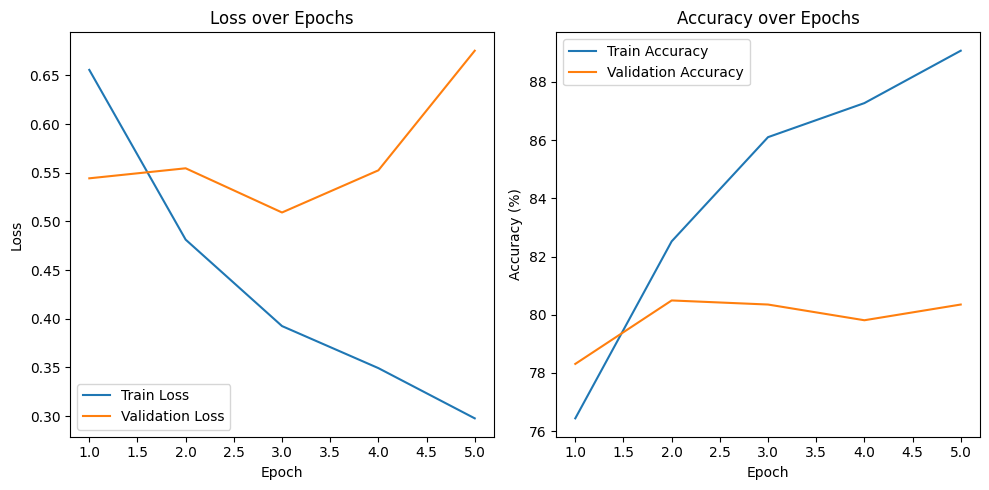 Loss over Epochs
0.65
0.60
0.55
0.50
0.45
0.40
0.35
0.30
Loss
Train Loss
Validation Loss
1.0 1.5 2.0 2.5 3.0 3.5 4.0 4.5 5.0
Epoch
Accuracy over Epochs
Train Accuracy
Validation Accuracy
88
86
84
82
80
78
76
Accuracy (%)
1.0 1.5 2.0 2.5 3.0 3.5 4.0 4.5 5.0
Epoch